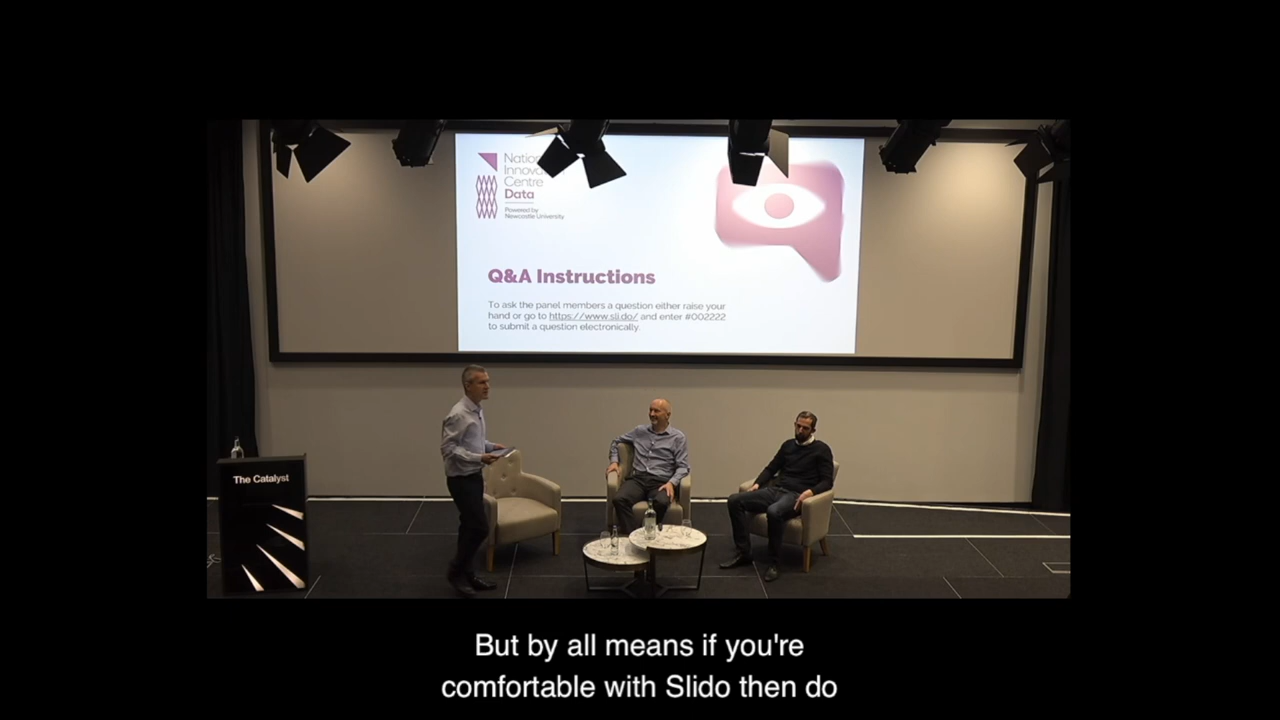 Centre
Data
Powered by
Newcastle University
Q&A Instructions
To ask the panel members a question either raise your
hand or go to https://www.sli.do/ and enter #002222
to submit a question electronically.
The Catalyst
But by all means if you're
comfortable with Slido then do